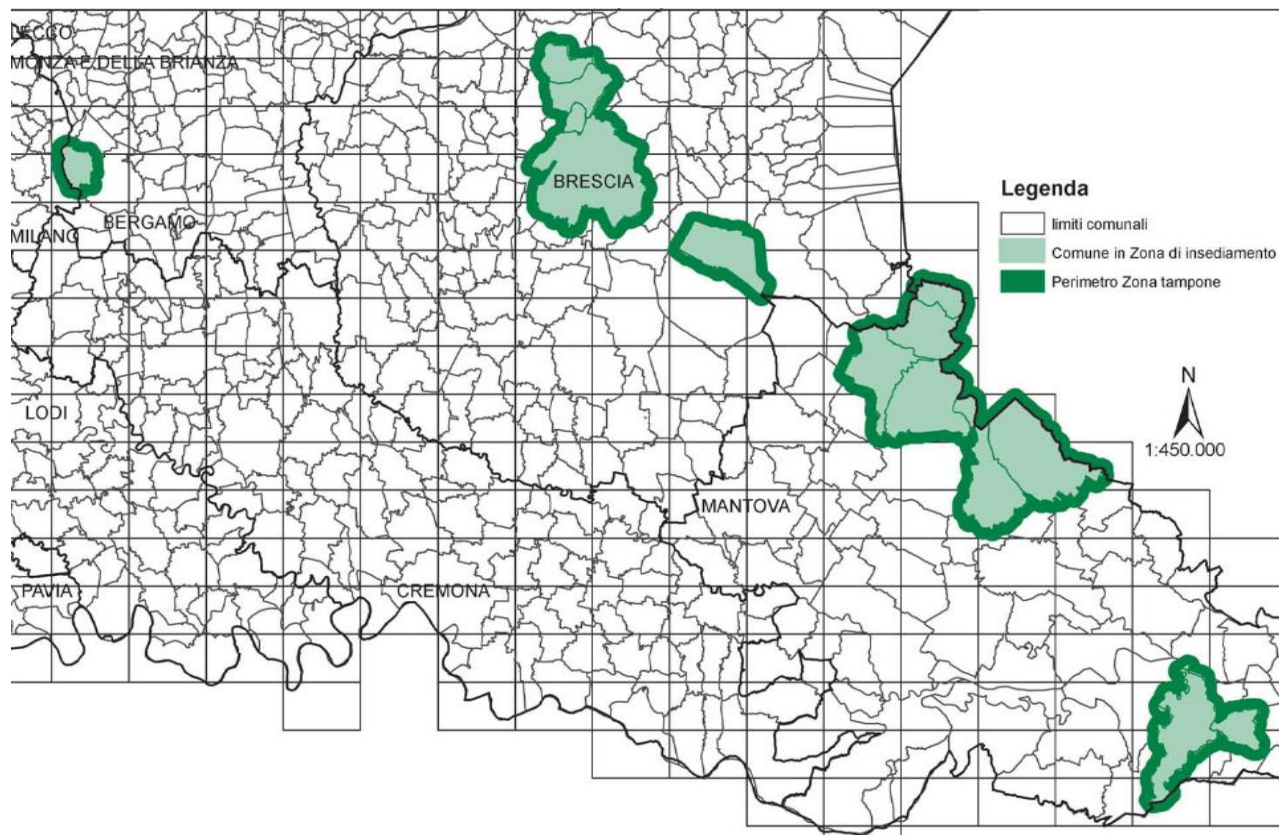 LECCO
MONZA E DELLA BRIANZA
BRESCIA
BERGAMO
MILANO
LODI
MANTOVA
PAVIA
CREMONA
Legenda
limiti comunali
Comune in Zona di insediamento
Perimetro Zona tampone
N
1:450.000